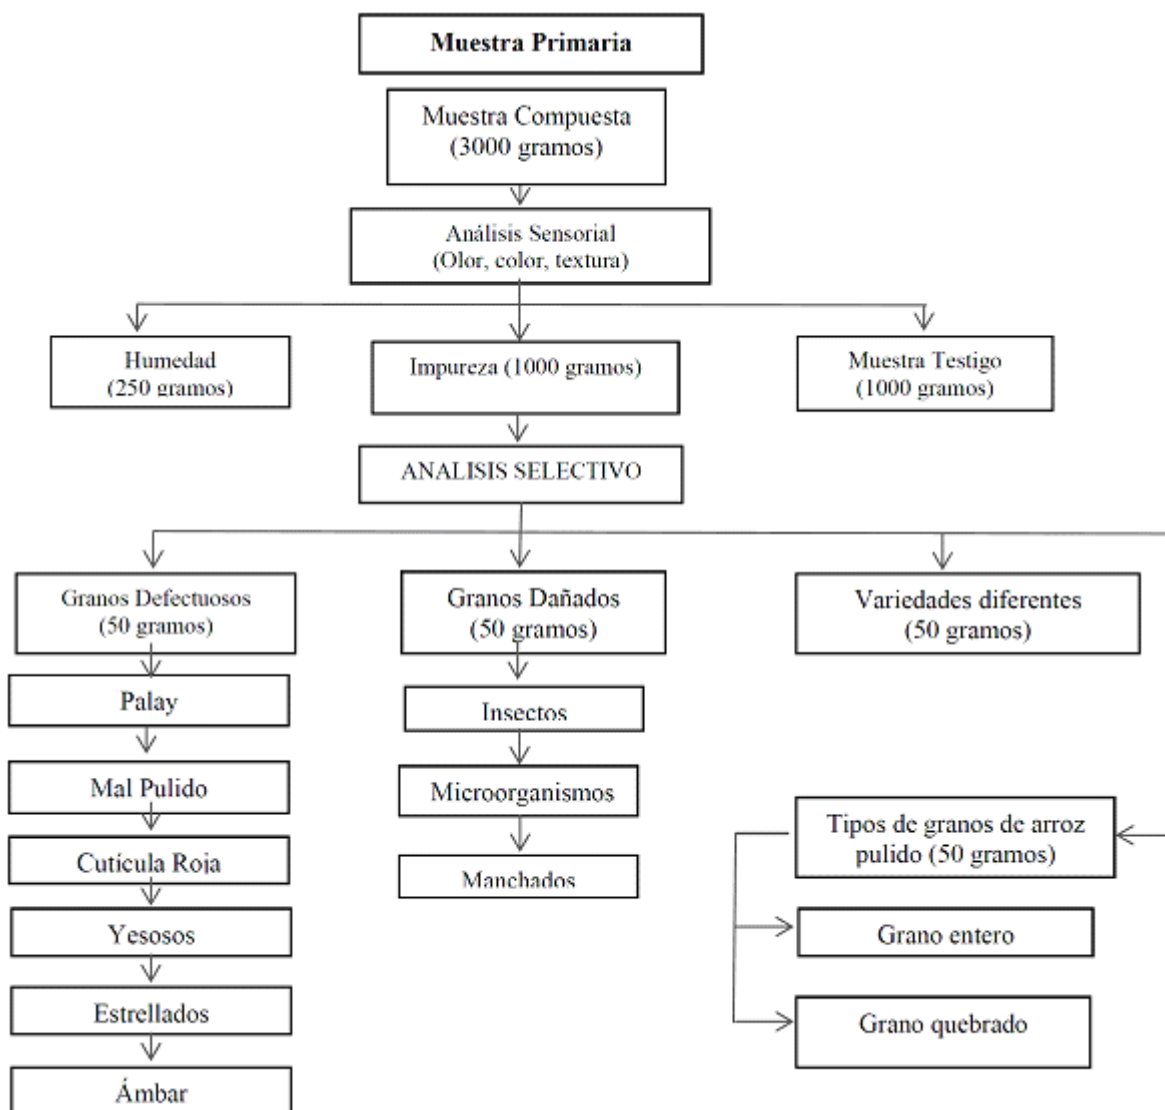 Muestra Primaria
Muestra Compuesta
(3000 gramos)
Análisis Sensorial
(Olor, color, textura)
Humedad
(250 gramos)
Impureza (1000 gramos)
Muestra Testigo
(1000 gramos)
ANALISIS SELECTIVO
Granos Defectuosos
(50 gramos)
Granos Dañados
(50 gramos)
Variedades diferentes
(50 gramos)
Palay
Mal Pulido
Cutícula Roja
Yesosos
Estrellados
Ámbar
Insectos
Microorganismos
Manchados
Tipos de granos de arroz
pulido (50 gramos)
Grano entero
Grano quebrado